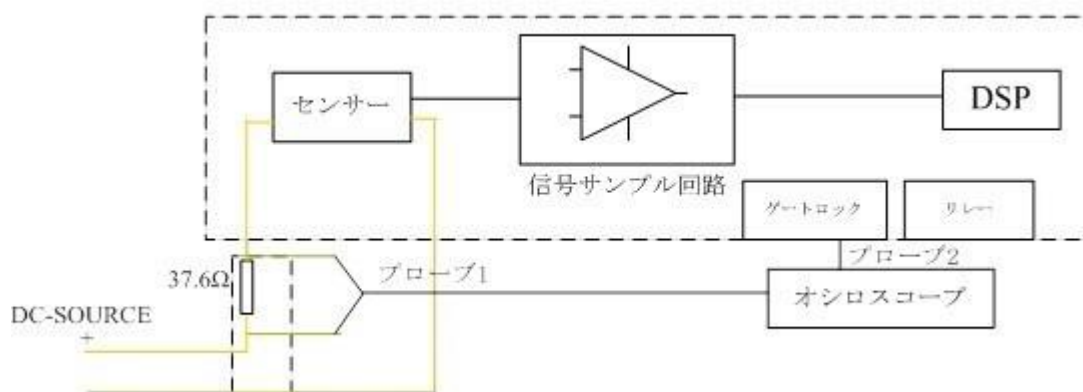 センサー
DSP
信号サンプル回路
ゲートロック
リレー
37.6Ω
プローブ1
プローブ2
オシロスコープ
DC-SOURCE
+